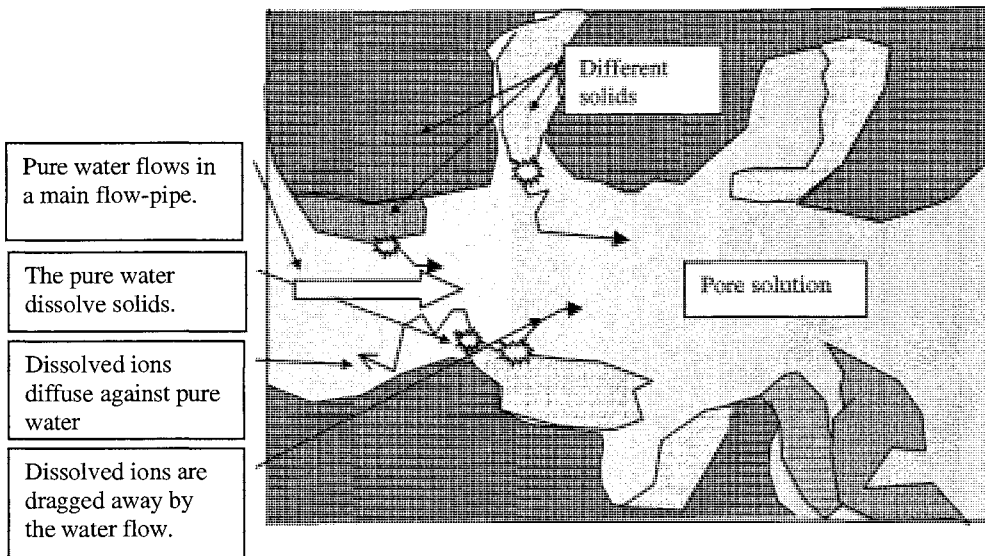 Different
solids
Pure water flows in
a main flow-pipe.
The pure water
dissolve solids.
Pore solution
Dissolved ions
diffuse against pure
water
Dissolved ions are
dragged away by
the water flow.